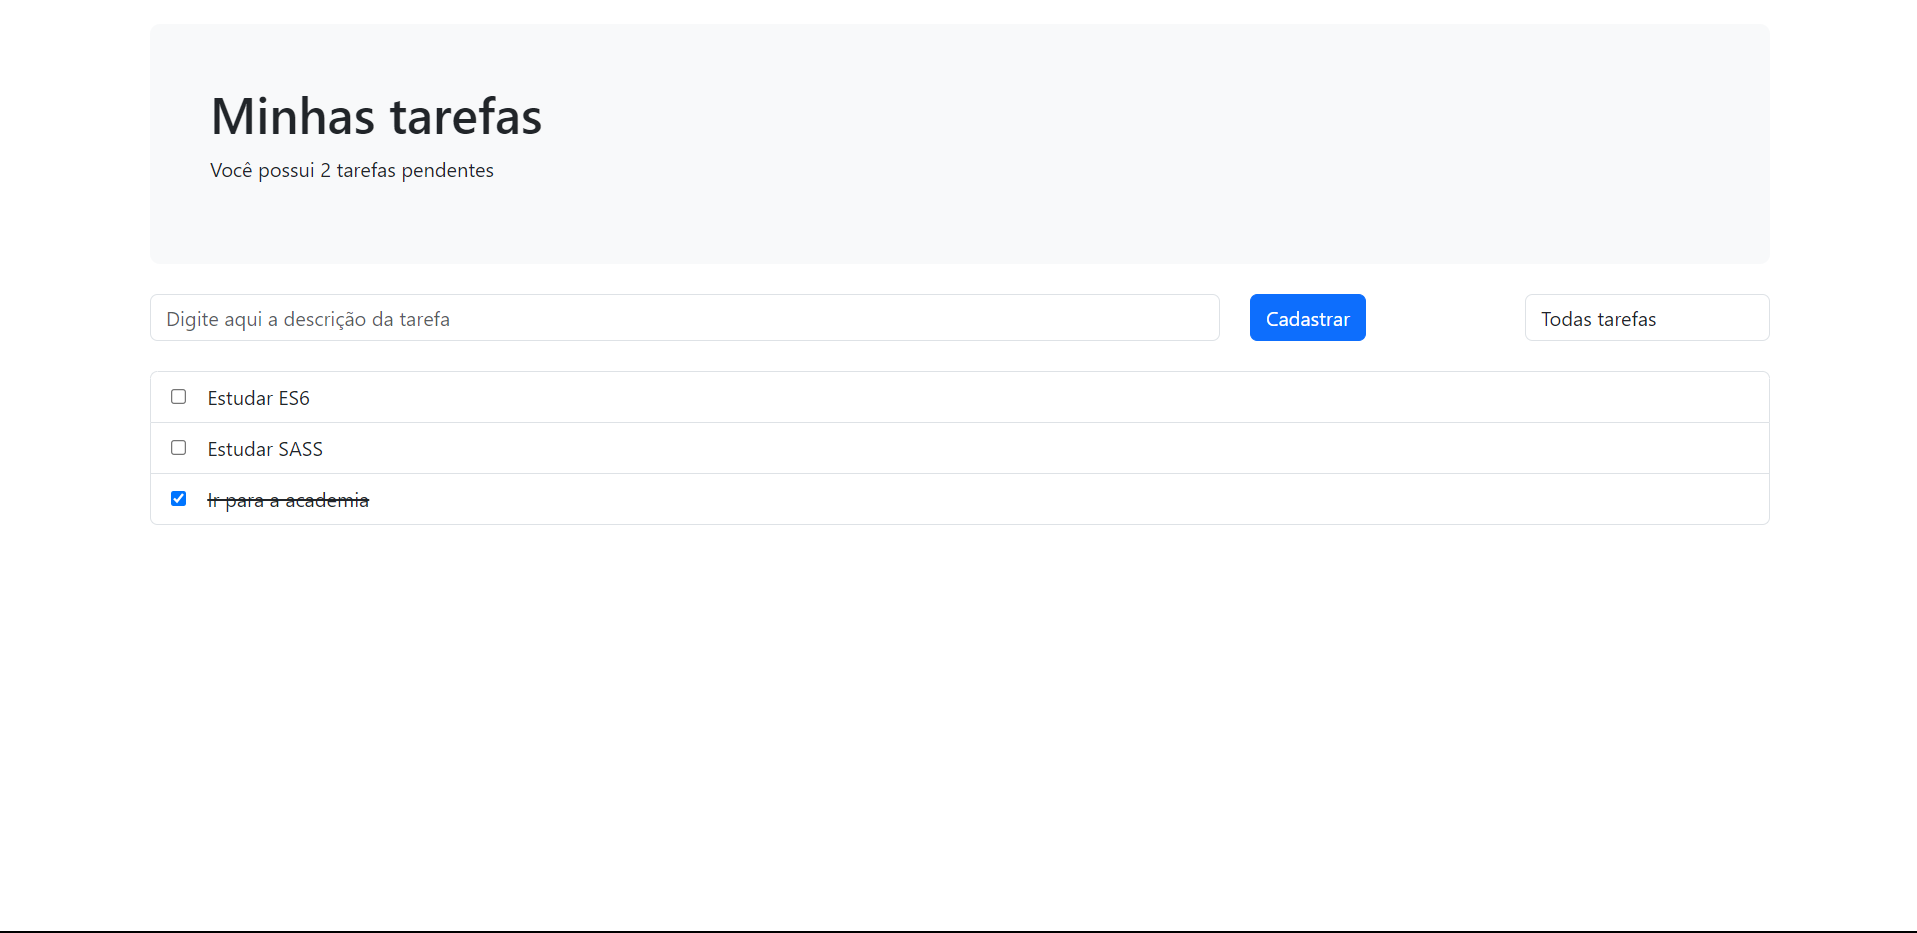 Minhas tarefas
Você possui 2 tarefas pendentes
Digite aqui a descrição da tarefa
Cadastrar
Todas tarefas
Estudar ES6
Estudar SASS
Ir para a academia